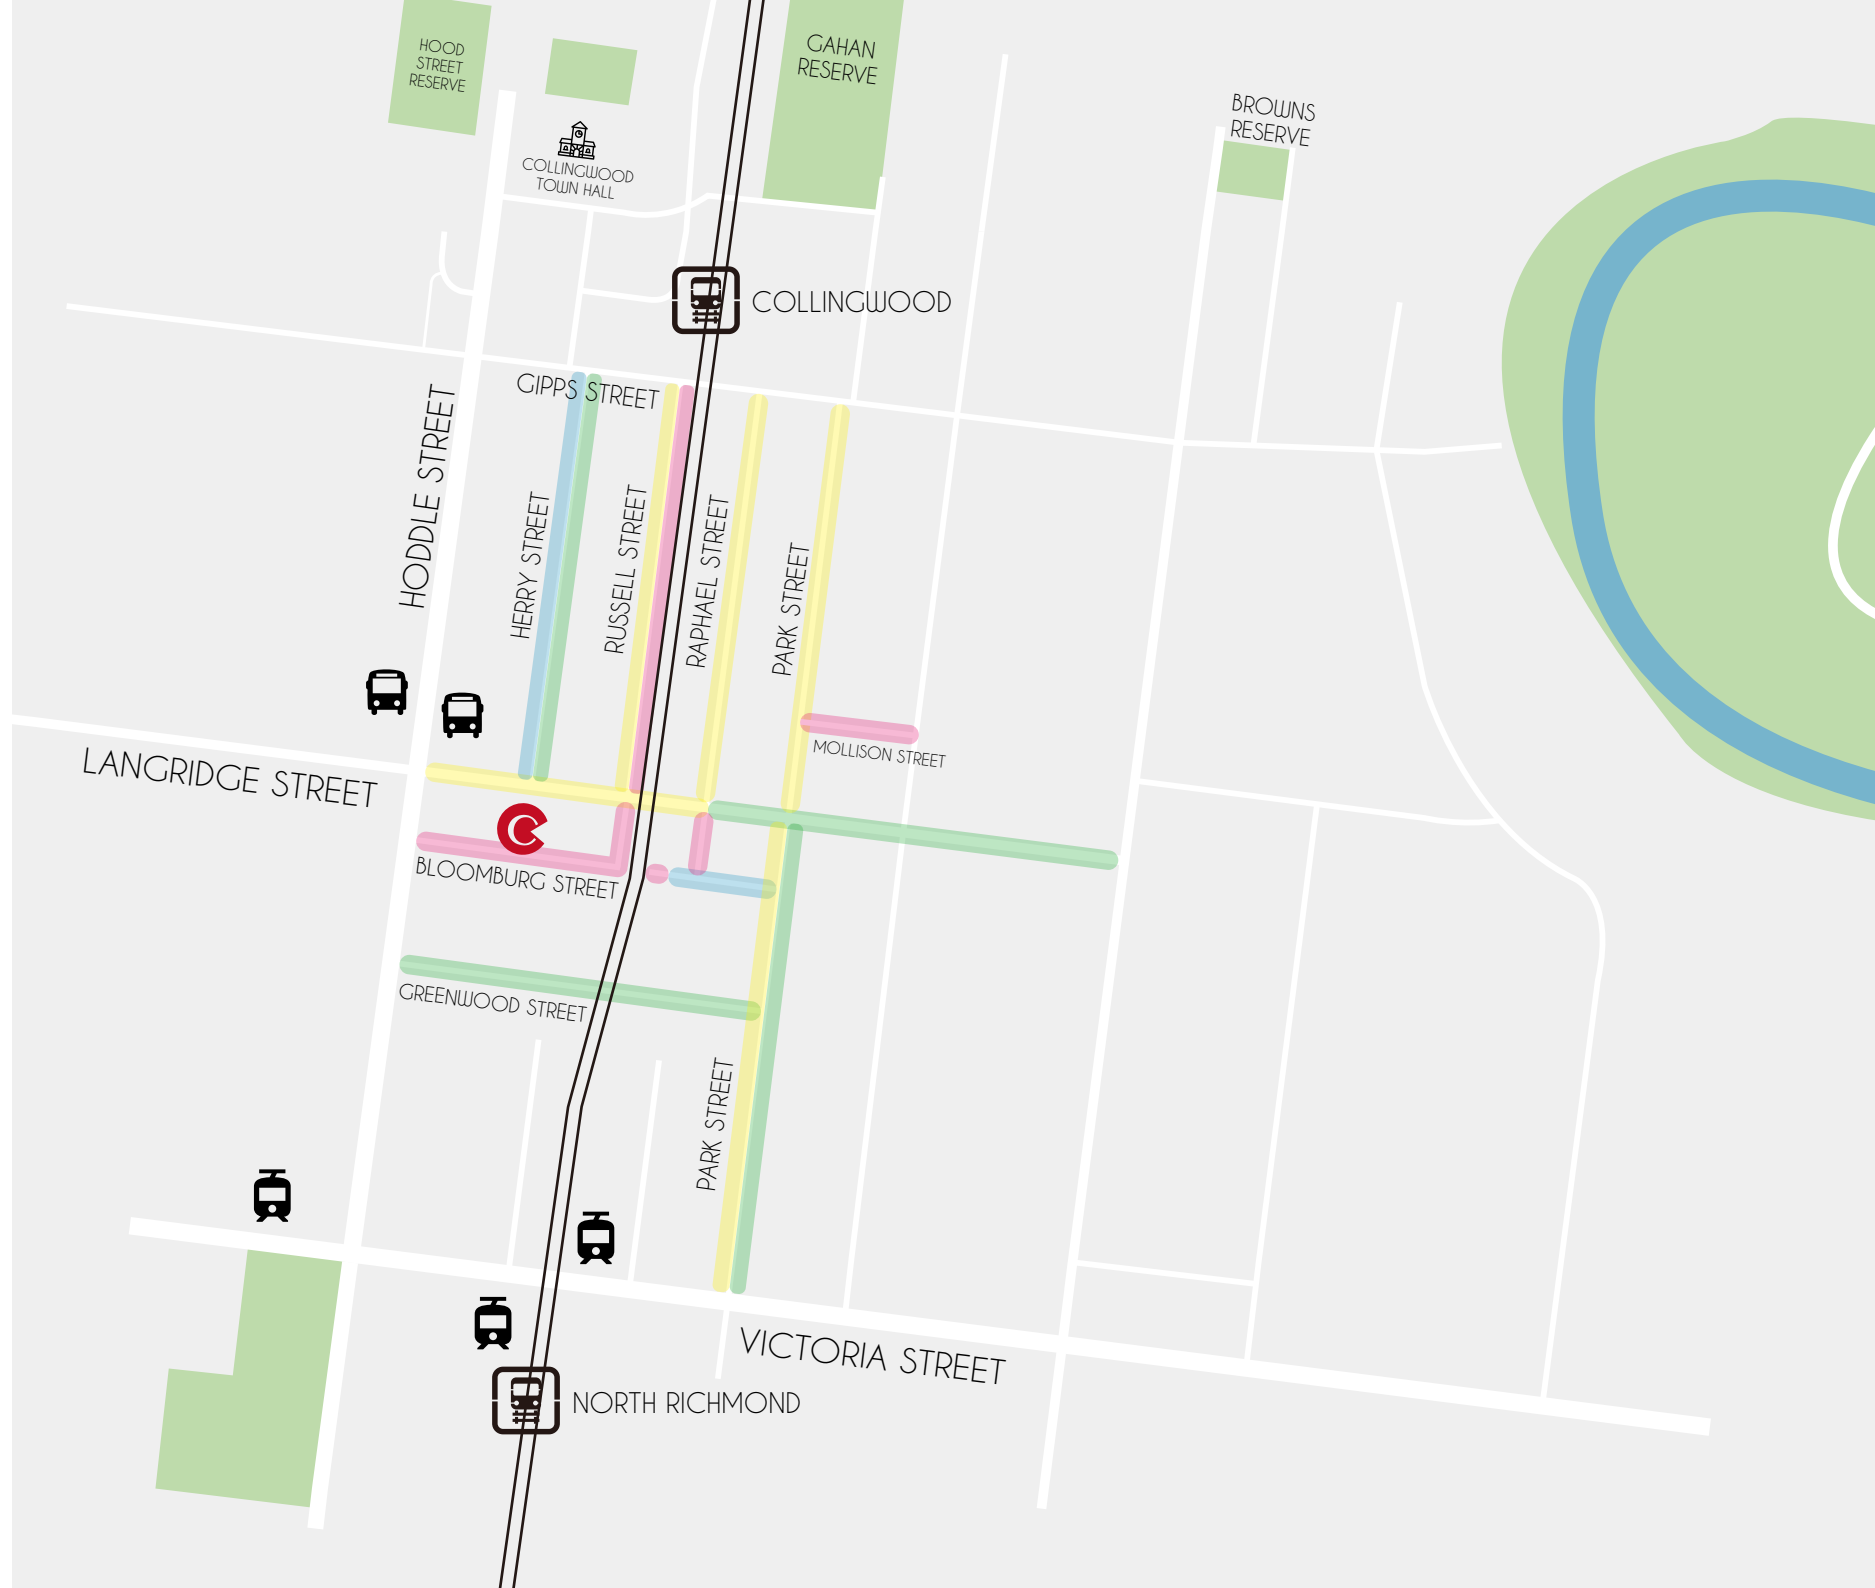 HOOD
STREET
RESERVE
GAHAN
RESERVE
BROWNS
RESERVE
COLLINGWOOD
TOWN HALL
COLLINGWOOD
GIPPS STREET
HODDLE STREET
HERRY STREET
RUSSELL STREET
RAPHAEL STREET
PARK STREET
MOLLISON STREET
LANGRIDGE STREET
BLOOMBURG STREET
GREENWOOD STREET
PARK STREET
VICTORIA STREET
NORTH RICHMOND